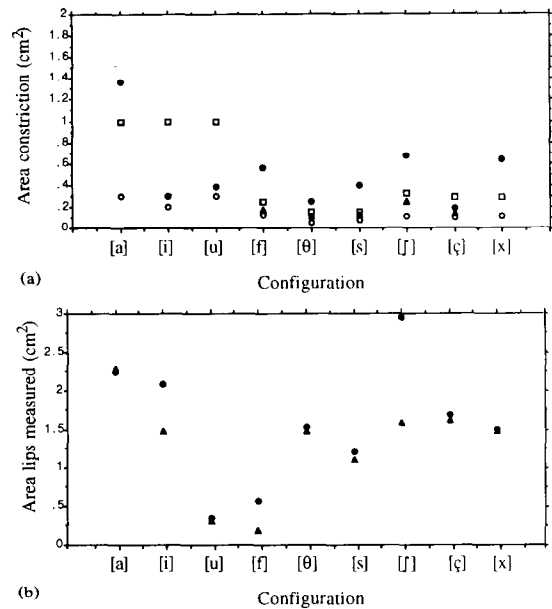 2
1.8
1.6
1.4
1.2
1
.8
.6
.4
.2
0
Area constriction (cm²)
[a] [i] [u] [f] [θ] [s] [ʃ] [ç] [x]
(a)
Configuration
3
2.5
2
1.5
1
.5
0
Area lips measured (cm²)
[a] [i] [u] [f] [θ] [s] [ʃ] [ç] [x]
(b)
Configuration